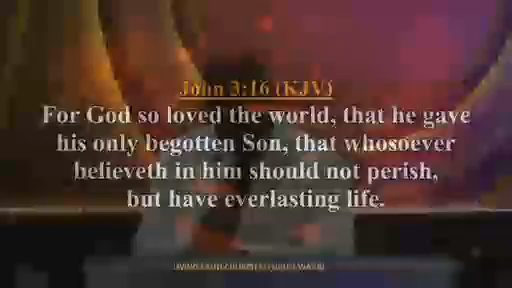 John 3:16 (KJV)
For God so loved the world, that he gave
his only begotten Son, that whosoever
believeth in him should not perish,
but have everlasting life.